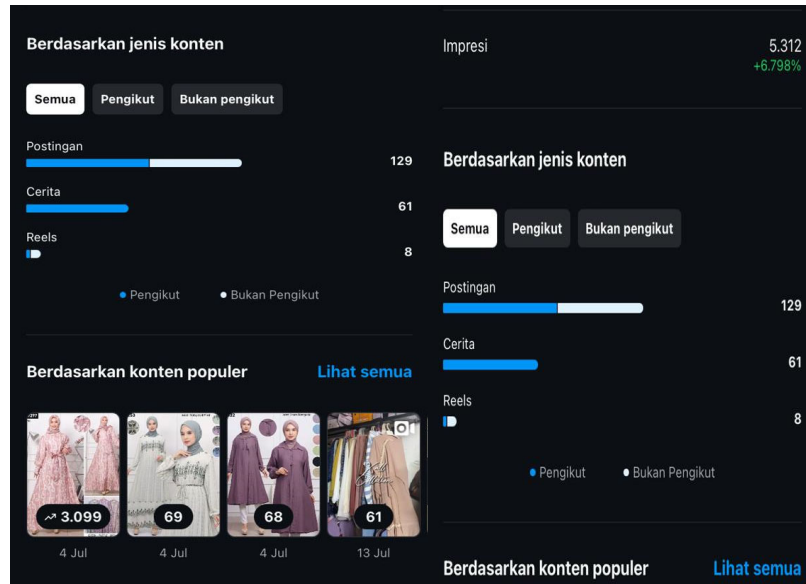 Berdasarkan jenis konten
Semua
Pengikut
Bukan pengikut
Postingan
129
Cerita
61
Reels
8
Pengikut
Bukan Pengikut
Berdasarkan konten populer
Lihat semua
3.099
69
68
61
4 Jul
4 Jul
4 Jul
13 Jul
Impresi
5.312
+6.798%
Berdasarkan jenis konten
Semua
Pengikut
Bukan pengikut
Postingan
129
Cerita
61
Reels
8
Pengikut
Bukan Pengikut
Berdasarkan konten populer
Lihat semua